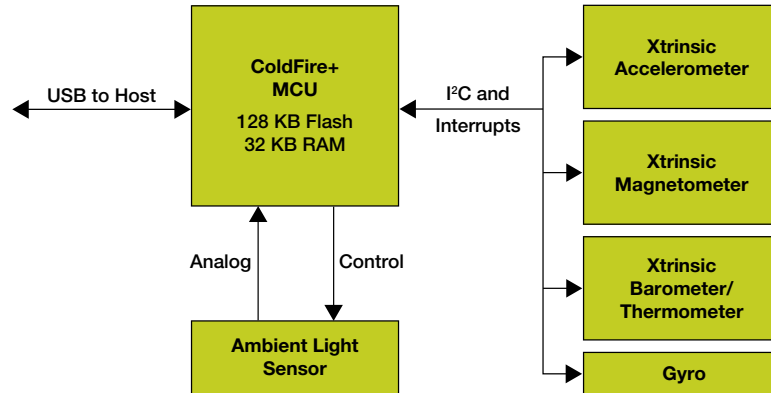 ColdFire+
MCU
128 KB Flash
32 KB RAM
USB to Host
I²C and
Interrupts
Xtrinsic
Accelerometer
Xtrinsic
Magnetometer
Xtrinsic
Barometer/
Thermometer
Gyro
Analog
Control
Ambient Light
Sensor